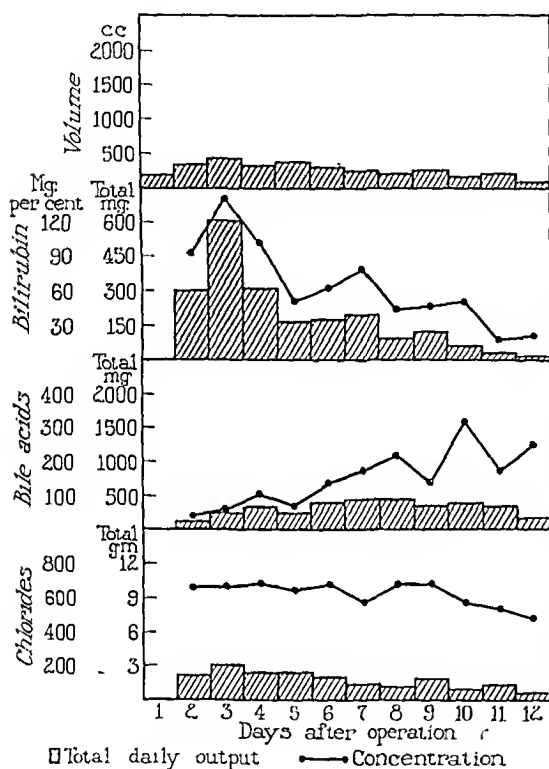 cc
2000
1500
1000
500
Volume
Mg. Total
per cent mg.
120 600
90 450
60 300
30 150
Bilirubin
Total
mg
400 2000
300 1500
200 1000
100 500
Bile acids
Total
gm
800 12
600 9
400 6
200 3
Chlorides
1 2 3 4 5 6 7 8 9 10 11 12
Days after operation
Total daily output Concentration